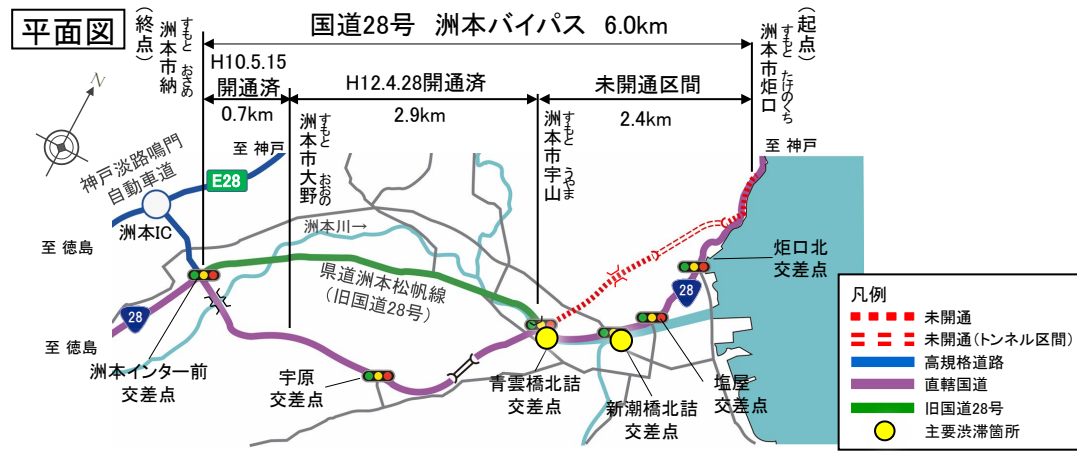 平面図
国道28号 洲本バイパス 6.0km
(終点)
洲本市納
すもと おさめ
(起点)
洲本市炬口
すもと たけのくち
H10.5.15
開通済
0.7km
H12.4.28開通済
2.9km
未開通区間
2.4km
洲本市大野
すもと おおの
洲本市宇山
すもと うやま
N
至 神戸
至 神戸
神戸淡路鳴門
自動車道
E28
洲本IC
洲本川→
至 徳島
県道洲本松帆線
(旧国道28号)
炬口北
交差点
28
28
至 徳島
洲本インター前
交差点
宇原
交差点
青雲橋北詰
交差点
新潮橋北詰
交差点
塩屋
交差点
凡例
未開通
未開通(トンネル区間)
高規格道路
直轄国道
旧国道28号
主要渋滞箇所